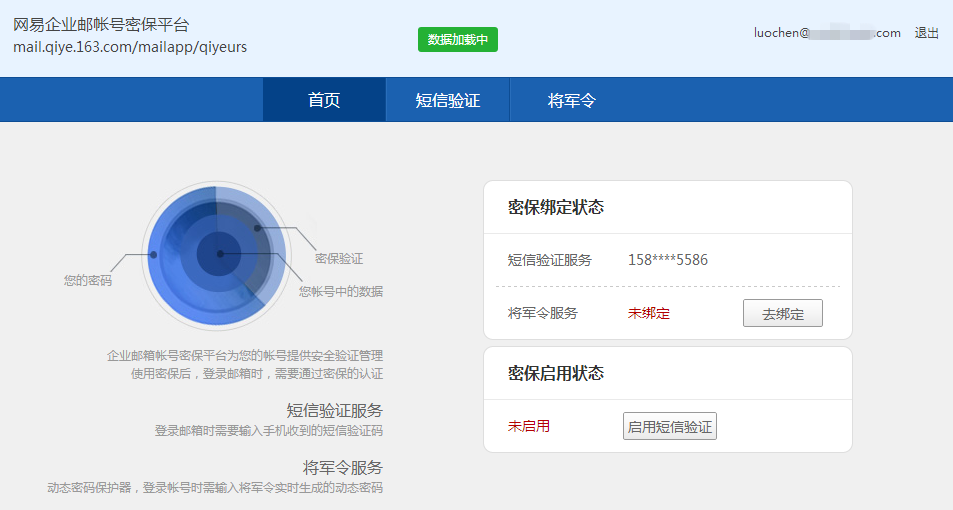 网易企业邮帐号密保平台
mail.qiye.163.com/mailapp/qiyeurs
数据加载中
luochen@
.com
退出
首页
短信验证
将军令
密保验证
您的密码
您帐号中的数据
企业邮箱帐号密保平台为您的帐号提供安全验证管理
使用密保后，登录邮箱时，需要通过密保的认证
短信验证服务
登录邮箱时需要输入手机收到的短信验证码
将军令服务
动态密码保护器，登录帐号时需输入将军令实时生成的动态密码
密保绑定状态
短信验证服务 158****5586
将军令服务 未绑定 去绑定
密保启用状态
未启用 启用短信验证